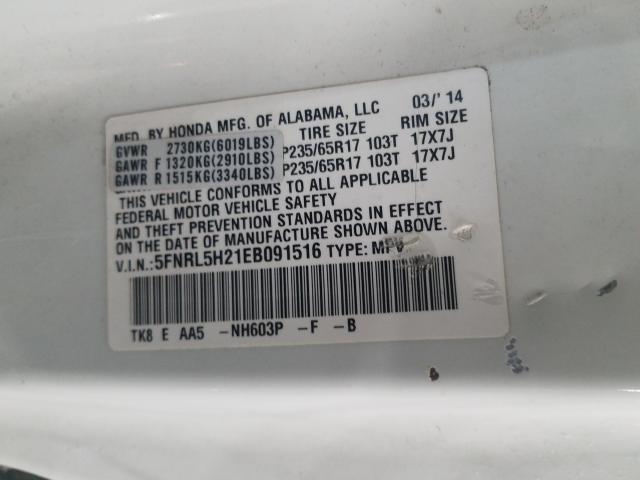 MFD. BY HONDA MFG. OF ALABAMA, LLC 03/'14
TIRE SIZE RIM SIZE
GVWR 2730KG(6019LBS)
GAWR F 1320KG(2910LBS) P235/65R17 103T 17X7J
GAWR R 1515KG(3340LBS) P235/65R17 103T 17X7J
THIS VEHICLE CONFORMS TO ALL APPLICABLE
FEDERAL MOTOR VEHICLE SAFETY
AND THEFT PREVENTION STANDARDS IN EFFECT
ON THE DATE OF MANUFACTURE SHOWN ABOVE.
V.I.N.:5FNRL5H21EB091516 TYPE: MPV
TK8 E AA5 -NH603P -F -B